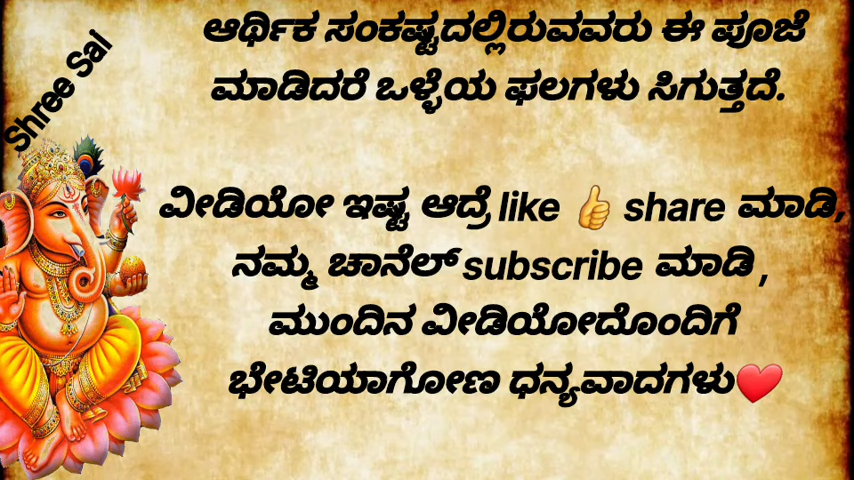 Shree Sai
ಆರ್ಥಿಕ ಸಂಕಷ್ಟದಲ್ಲಿರುವವರು ಈ ಪೂಜೆ
ಮಾಡಿದರೆ ಒಳ್ಳೆಯ ಫಲಗಳು ಸಿಗುತ್ತದೆ.
ವೀಡಿಯೋ ಇಷ್ಟ ಆದ್ರೆ like 👍 share ಮಾಡಿ,
ನಮ್ಮ ಚಾನೆಲ್ subscribe ಮಾಡಿ ,
ಮುಂದಿನ ವೀಡಿಯೋದೊಂದಿಗೆ
ಭೇಟಿಯಾಗೋಣ ಧನ್ಯವಾದಗಳು❤️